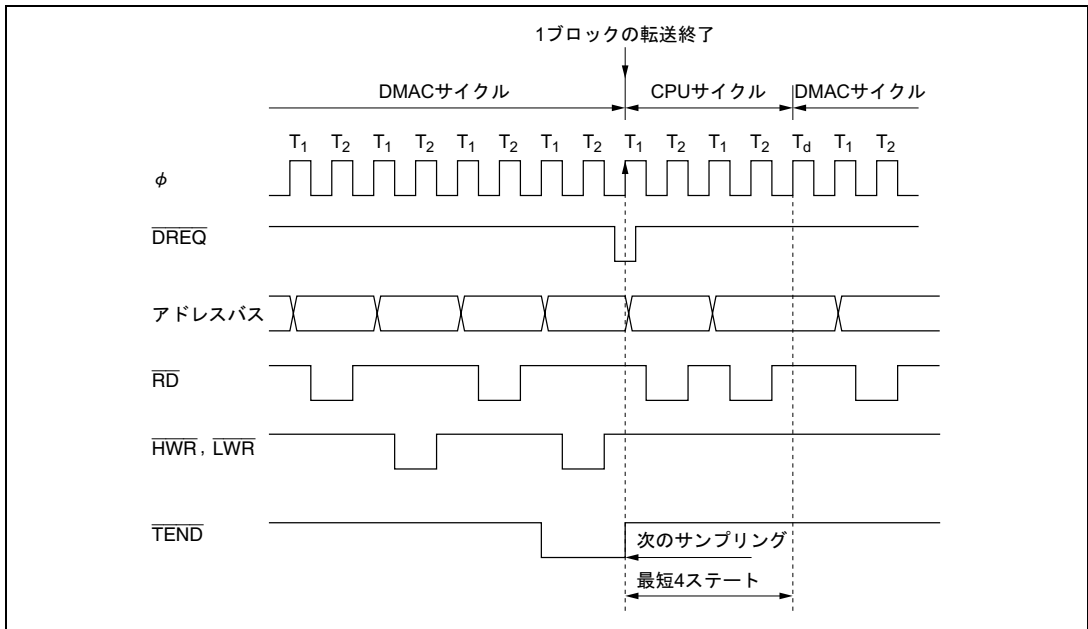 1ブロックの転送終了
DMACサイクル CPUサイクル DMACサイクル
T1 T2 T1 T2 T1 T2 T1 T2 T1 T2 T1 T2 Td T1 T2
φ
DREQ
アドレスバス
RD
HWR, LWR
TEND
次のサンプリング
最短4ステート